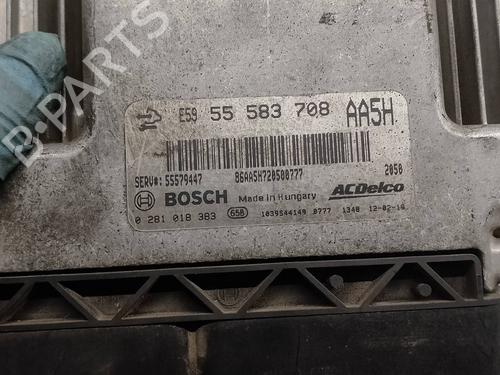 E59 55 583 708 AA5H
SERV#: 55579447 86AA5H720500777 2050
BOSCH Made in Hungary ACDelco
0 281 018 383 658 1039S44149 0777 1348 12-02-16
B-PARTS